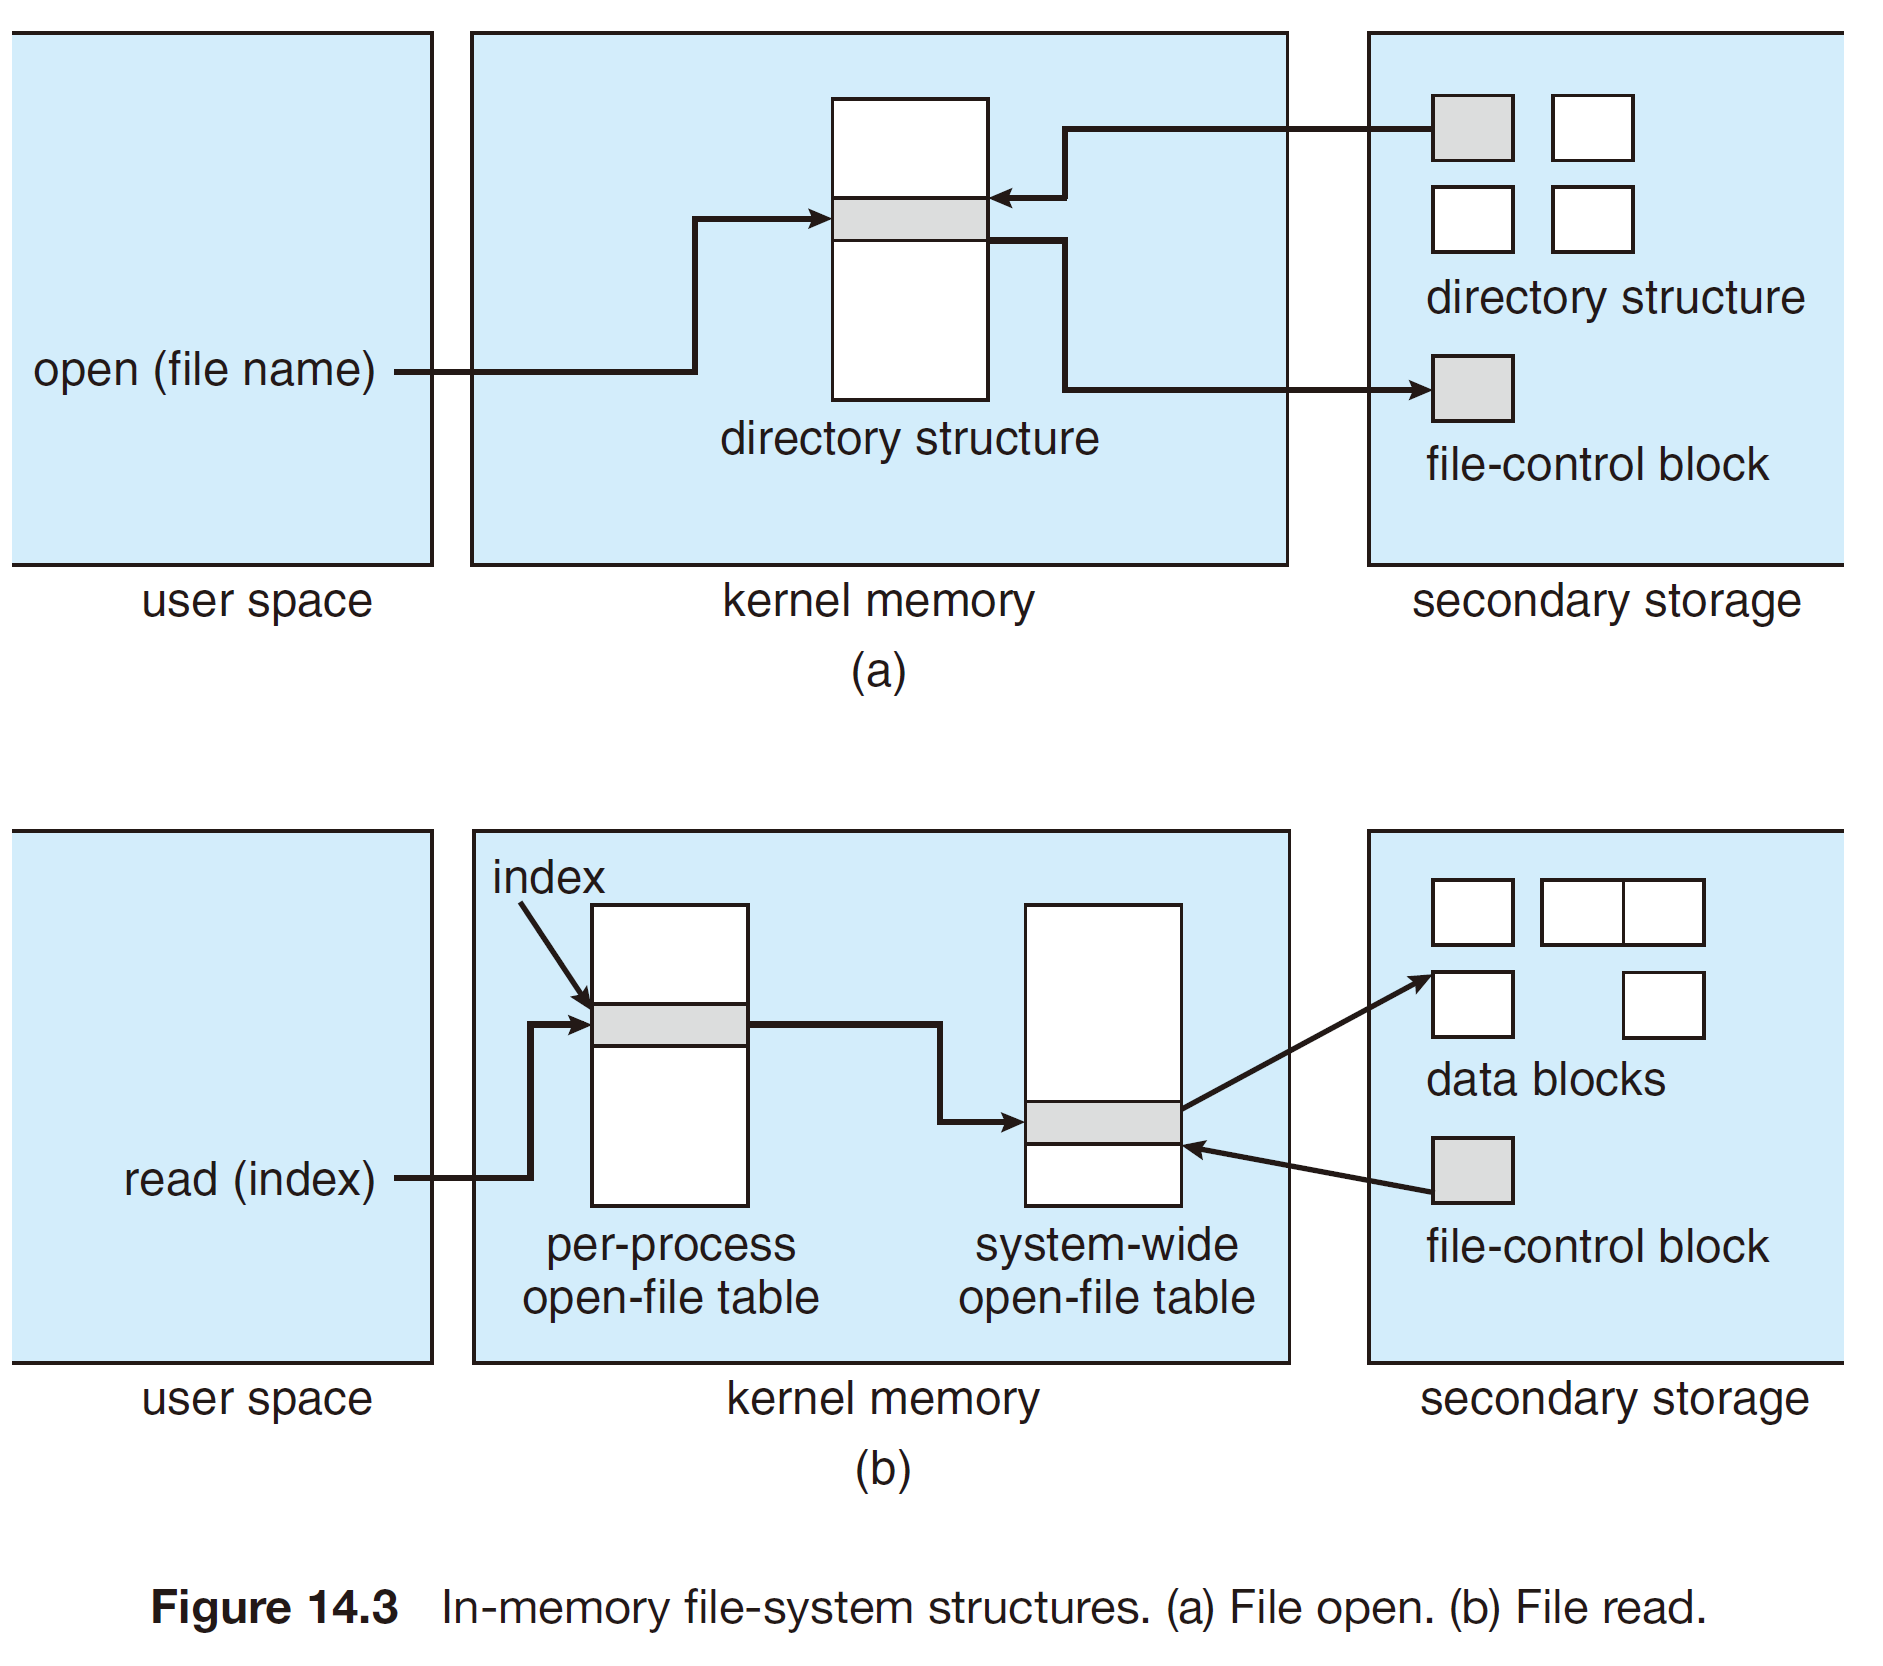 open (file name)
directory structure
directory structure
file-control block
user space
kernel memory
secondary storage
(a)
index
read (index)
per-process
open-file table
system-wide
open-file table
data blocks
file-control block
user space
kernel memory
secondary storage
(b)
Figure 14.3 In-memory file-system structures. (a) File open. (b) File read.